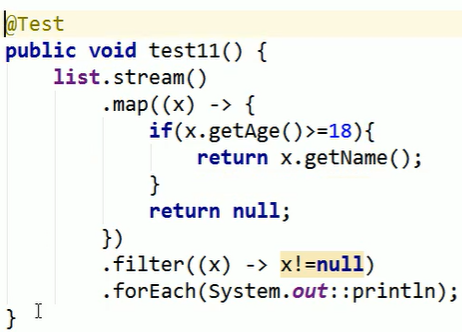 @Test
public void test11() {
    list.stream()
        .map((x) -> {
            if(x.getAge()>=18){
                return x.getName();
            }
            return null;
        })
        .filter((x) -> x!=null)
        .forEach(System.out::println);
}